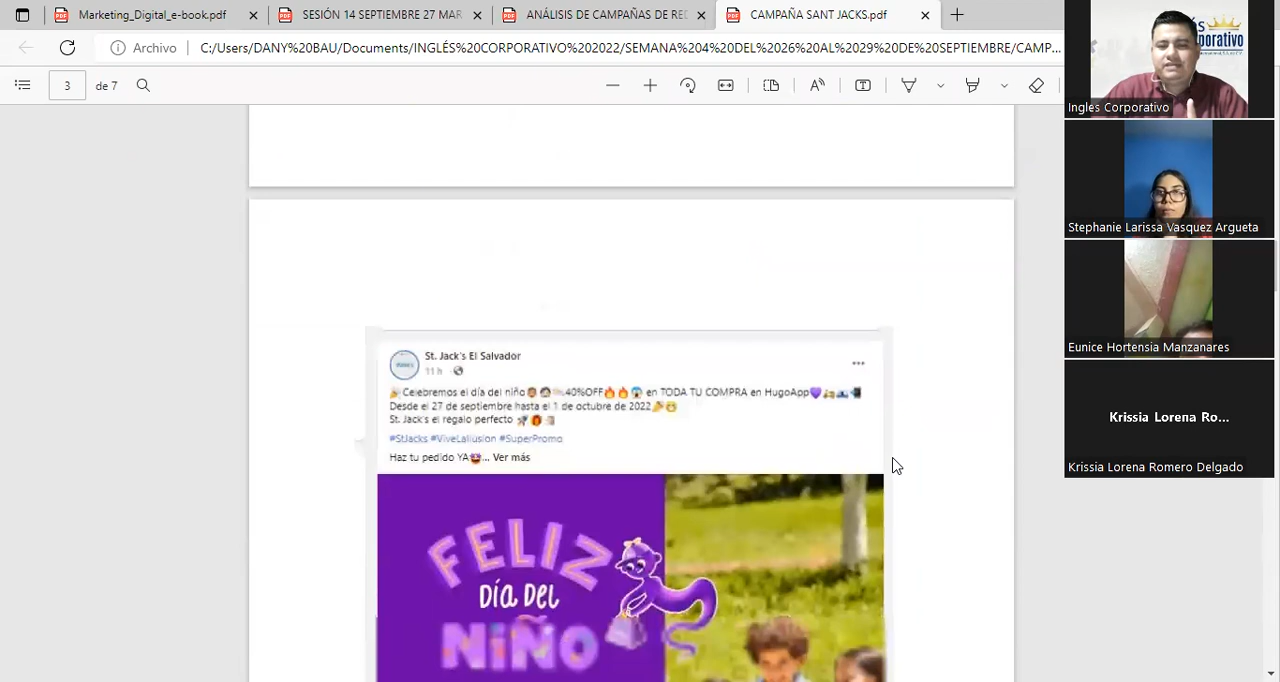 Marketing_Digital_e-book.pdf
SESIÓN 14 SEPTIEMBRE 27 MAR
ANÁLISIS DE CAMPAÑAS DE RED
CAMPAÑA SANT JACKS.pdf
Archivo
C:/Users/DANY%20BAU/Documents/INGLÉS%20CORPORATIVO%202022/SEMANA%204%20DEL%2026%20AL%2029%20DE%20SEPTIEMBRE/CAMP...
3 de 7
St. Jack's El Salvador
11 h
Celebremos el día del niño 40%OFF en TODA TU COMPRA en HugoApp
Desde el 27 de septiembre hasta el 1 de octubre de 2022
St. Jack's el regalo perfecto
#StJacks #ViveLaIlusion #SuperPromo
Haz tu pedido YA ... Ver más
FELIZ
DÍA DEL
NIÑO
Corporativo
Ingles Corporativo
Stephanie Larissa Vasquez Argueta
Eunice Hortensia Manzanares
Krissia Lorena Ro...
Krissia Lorena Romero Delgado